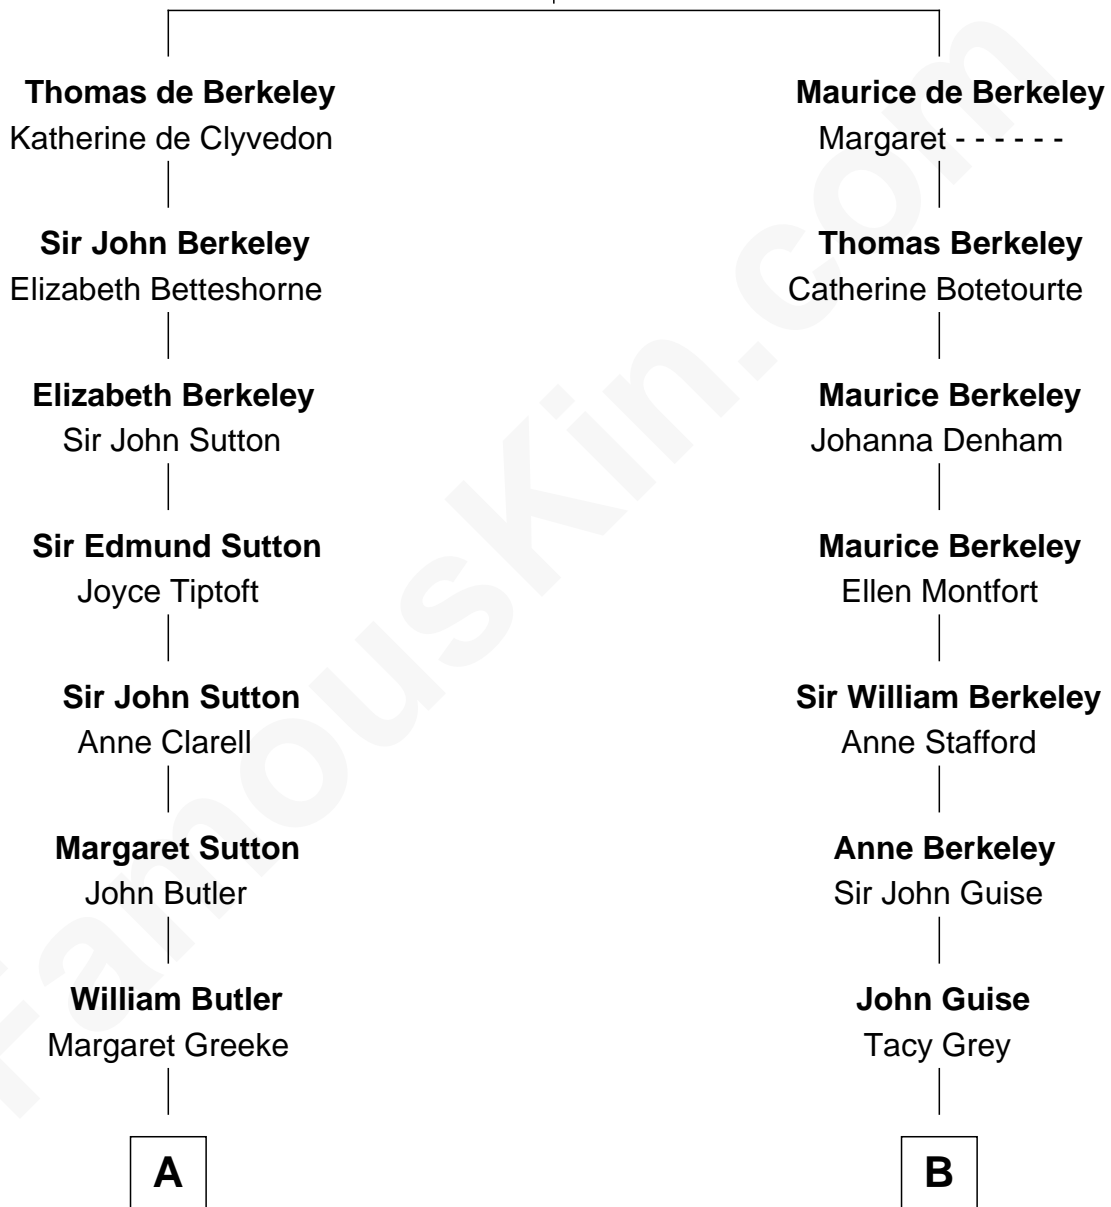 Thomas de Berkeley
Katherine de Clyvedon
Sir John Berkeley
Elizabeth Betteshorne
Elizabeth Berkeley
Sir John Sutton
Sir Edmund Sutton
Joyce Tiptoft
Sir John Sutton
Anne Clarell
Margaret Sutton
John Butler
William Butler
Margaret Greeke
A
Maurice de Berkeley
Margaret - - - - - -
Thomas Berkeley
Catherine Botetourte
Maurice Berkeley
Johanna Denham
Maurice Berkeley
Ellen Montfort
Sir William Berkeley
Anne Stafford
Anne Berkeley
Sir John Guise
John Guise
Tacy Grey
B
FamousKin.com